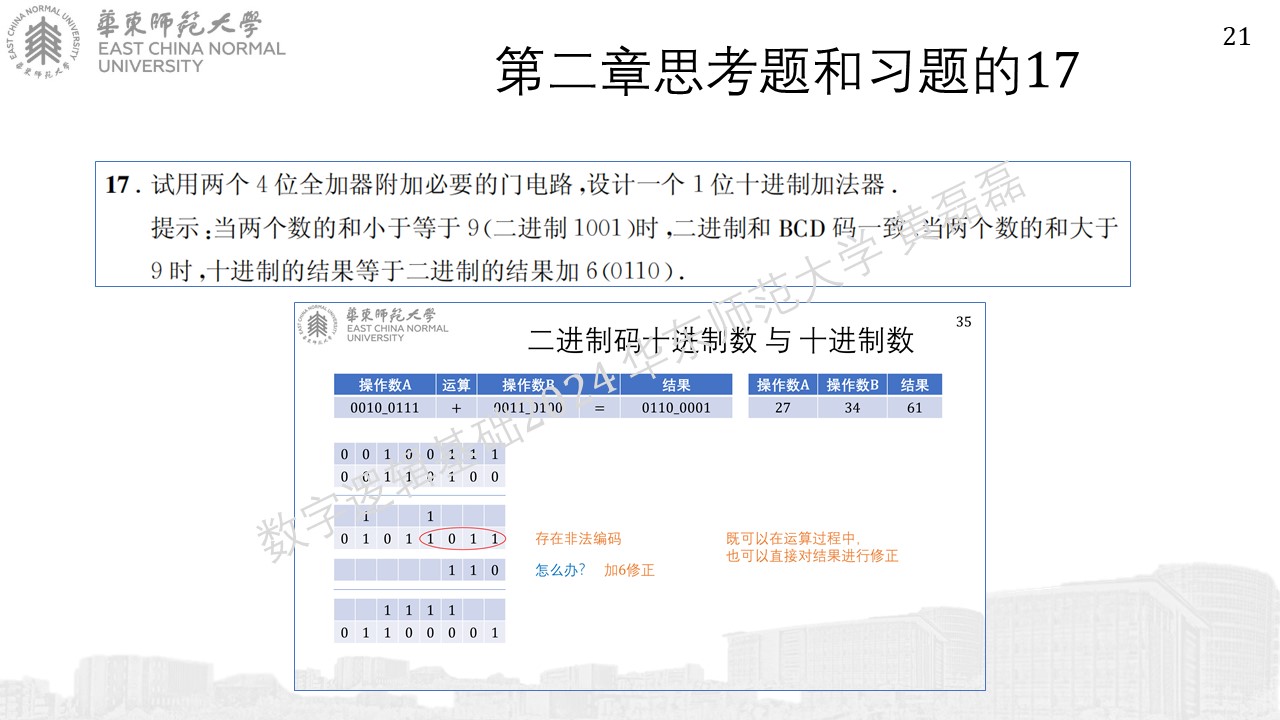 EAST CHINA NORMAL UNIVERSITY
華東師範大學
華東師範大學
EAST CHINA NORMAL
UNIVERSITY
21
第二章思考题和习题的17
17. 试用两个 4 位全加器附加必要的门电路,设计一个 1 位十进制加法器.
提示:当两个数的和小于等于 9(二进制 1001)时,二进制和 BCD 码一致,当两个数的和大于
9 时,十进制的结果等于二进制的结果加 6(0110).
華東師範大學
EAST CHINA NORMAL
UNIVERSITY
35
二进制码十进制数 与 十进制数
操作数A 运算 操作数B 结果 操作数A 操作数B 结果
0010_0111 + 0011_0100 = 0110_0001 27 34 61
0 0 1 0 0 1 1 1
0 0 1 1 0 1 0 0
1 1
0 1 0 1 1 0 1 1 存在非法编码 既可以在运算过程中,
也可以直接对结果进行修正
1 1 0 怎么办? 加6修正
1 1 1 1
0 1 1 0 0 0 0 1
数字逻辑基础2024 华东师范大学 黄磊磊